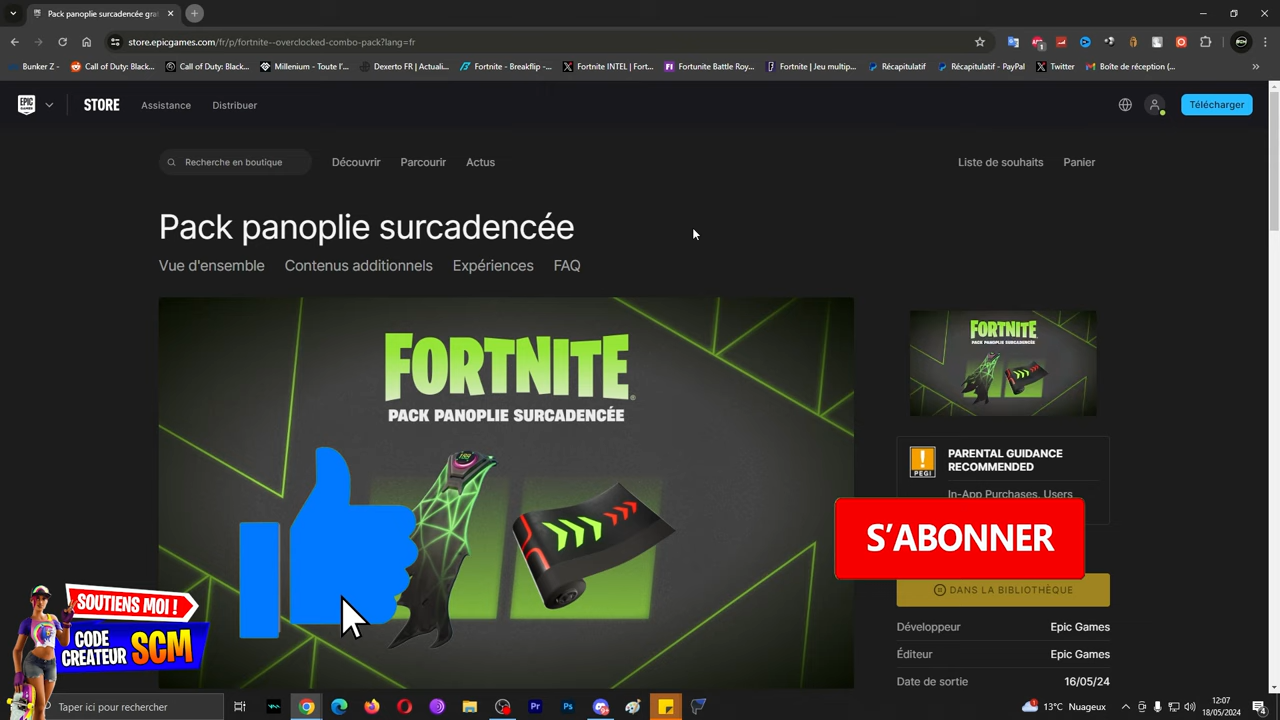 Pack panoplie surcadencée gra
store.epicgames.com/fr/p/fortnite--overclocked-combo-pack?lang=fr
Bunker Z -
Call of Duty: Black...
Call of Duty: Black...
Millenium - Toute l'...
Dexerto FR | Actuali...
Fortnite - Breakflip -...
Fortnite INTEL | Fort...
Fortunite Battle Roy...
Fortnite | Jeu multip...
Récapitulatif
Récapitulatif - PayPal
Twitter
Boîte de réception (...
EPIC GAMES
STORE
Assistance
Distribuer
Télécharger
Recherche en boutique
Découvrir
Parcourir
Actus
Liste de souhaits
Panier
Pack panoplie surcadencée
Vue d'ensemble
Contenus additionnels
Expériences
FAQ
FORTNITE
PACK PANOPLIE SURCADENCÉE
FORTNITE
PACK PANOPLIE SURCADENCÉE
PEGI
PARENTAL GUIDANCE
RECOMMENDED
In-App Purchases, Users
S'ABONNER
DANS LA BIBLIOTHÈQUE
Développeur
Epic Games
Éditeur
Epic Games
Date de sortie
16/05/24
SOUTIENS MOI !
CODE
CREATEUR SCM
Taper ici pour rechercher
13°C Nuageux
12:07
18/05/2024